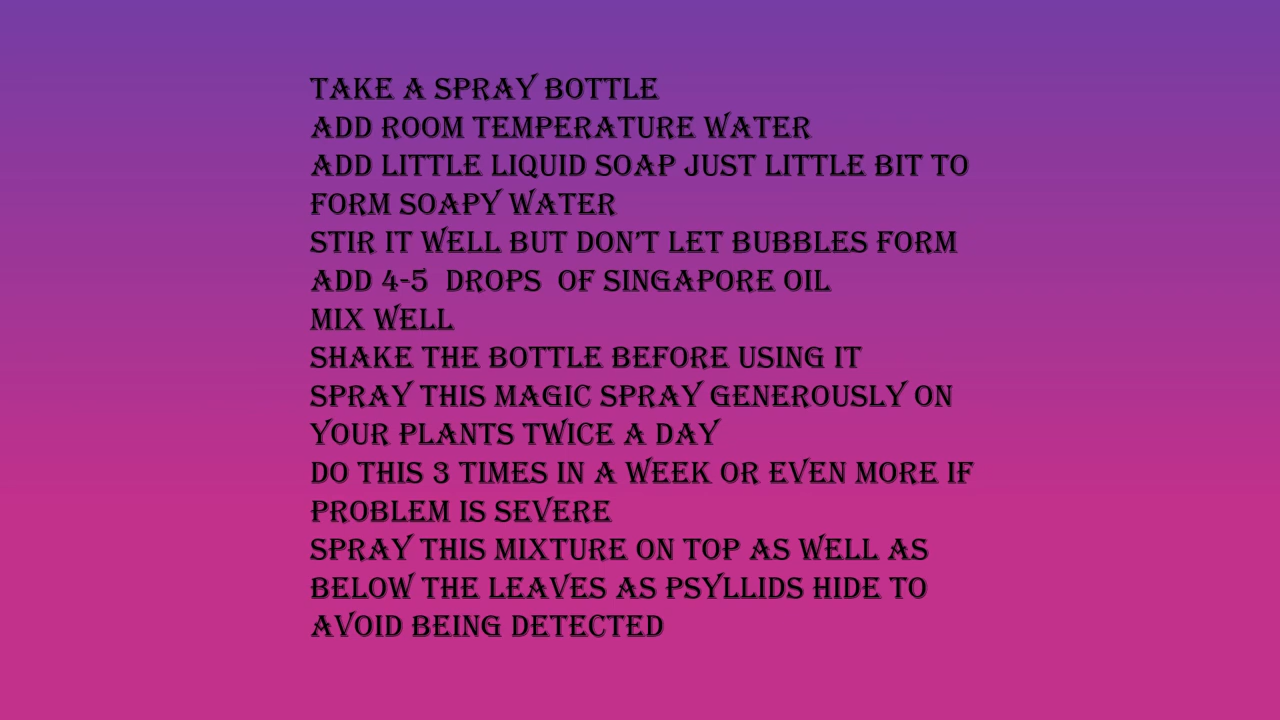 TAKE A SPRAY BOTTLE
ADD ROOM TEMPERATURE WATER
ADD LITTLE LIQUID SOAP JUST LITTLE BIT TO
FORM SOAPY WATER
STIR IT WELL BUT DON'T LET BUBBLES FORM
ADD 4-5  DROPS  OF SINGAPORE OIL
MIX WELL
SHAKE THE BOTTLE BEFORE USING IT
SPRAY THIS MAGIC SPRAY GENEROUSLY ON
YOUR PLANTS TWICE A DAY
DO THIS 3 TIMES IN A WEEK OR EVEN MORE IF
PROBLEM IS SEVERE
SPRAY THIS MIXTURE ON TOP AS WELL AS
BELOW THE LEAVES AS PSYLLIDS HIDE TO
AVOID BEING DETECTED